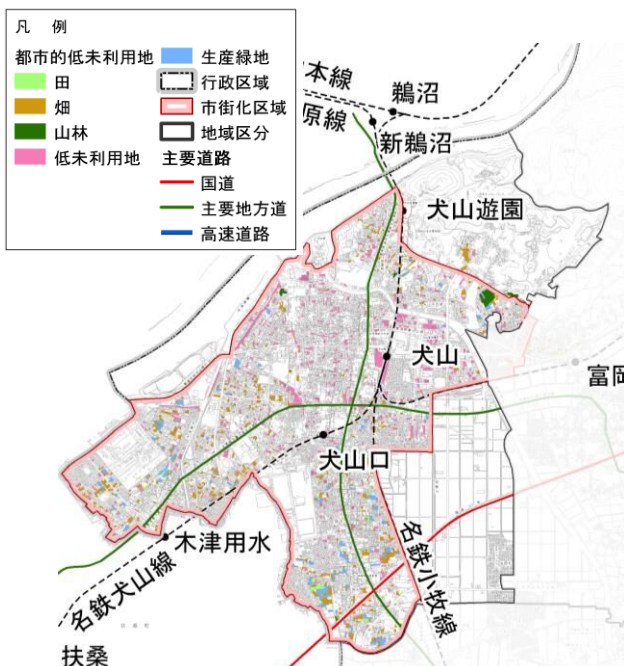 凡 例
都市的低未利用地
田
畑
山林
低未利用地
生産緑地
行政区域
市街化区域
地域区分
主要道路
国道
主要地方道
高速道路
本線
原線
鵜沼
新鵜沼
犬山遊園
犬山
富岡
犬山口
木津用水
名鉄犬山線
名鉄小牧線
扶桑